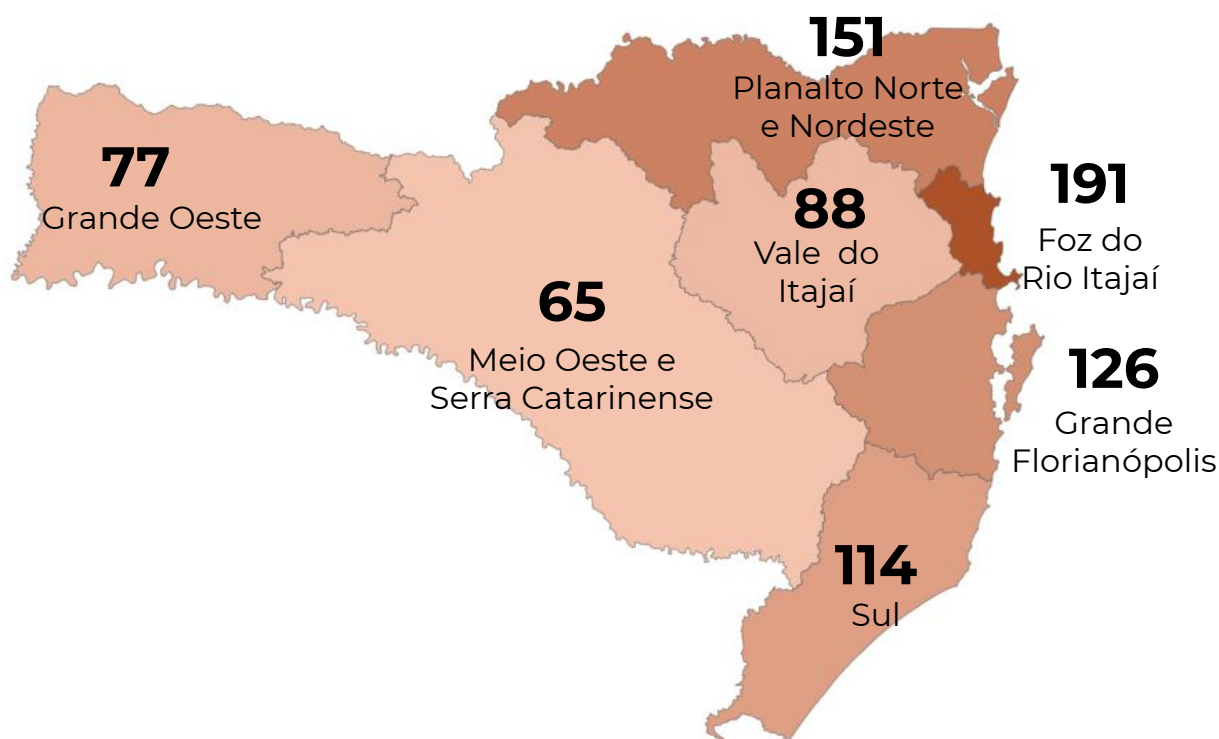 151
Planalto Norte
e Nordeste
77
Grande Oeste
88
Vale do
Itajaí
191
Foz do
Rio Itajaí
65
Meio Oeste e
Serra Catarinense
126
Grande
Florianópolis
114
Sul